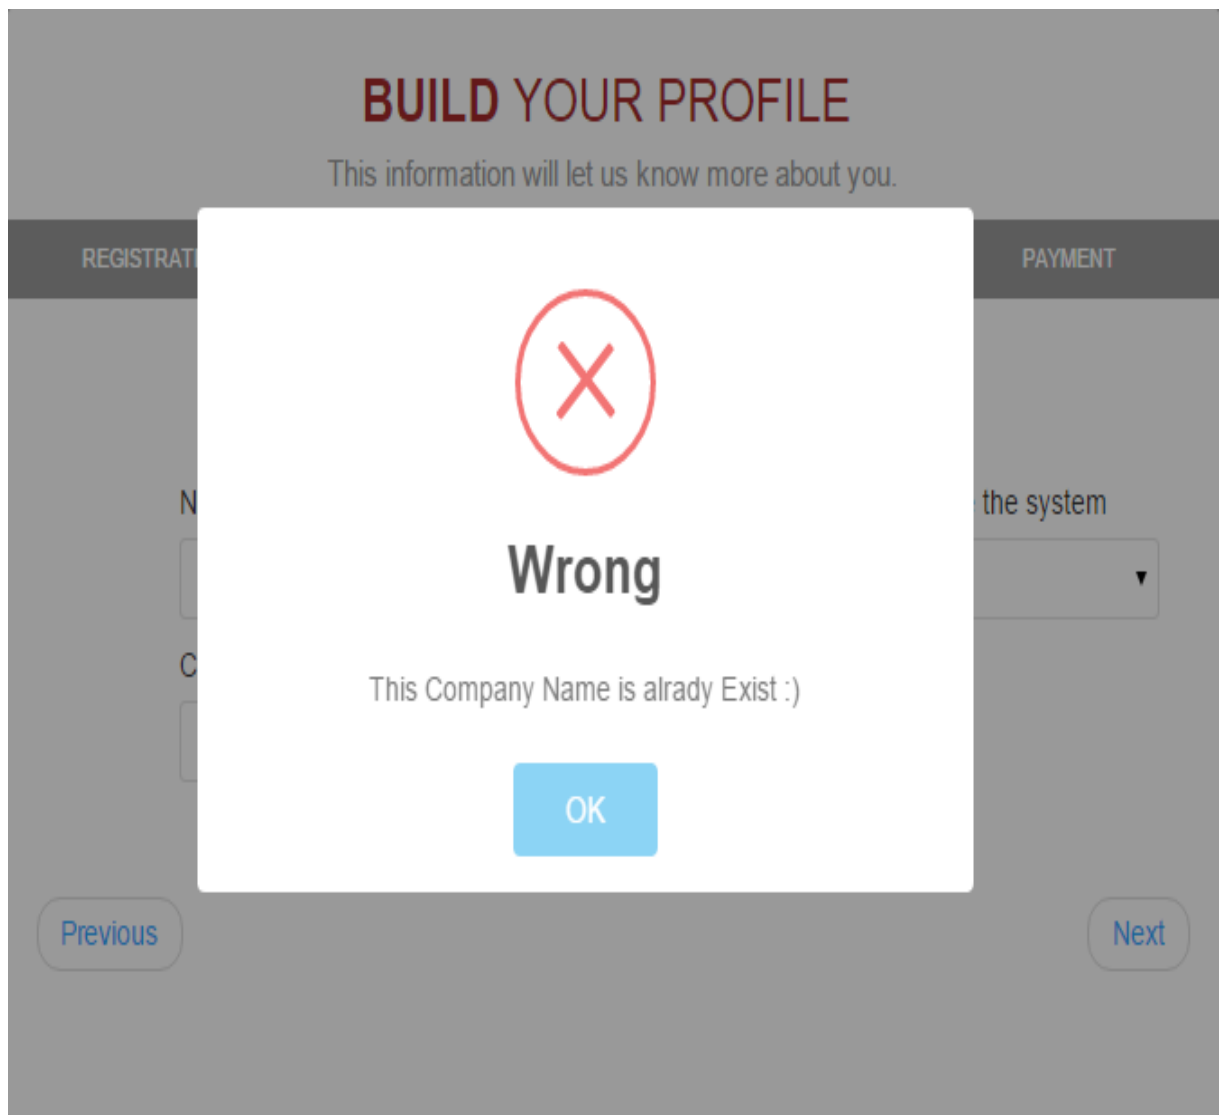 BUILD YOUR PROFILE
This information will let us know more about you.
PAYMENT
the system
Wrong
This Company Name is alrady Exist :)
OK
Previous
Next